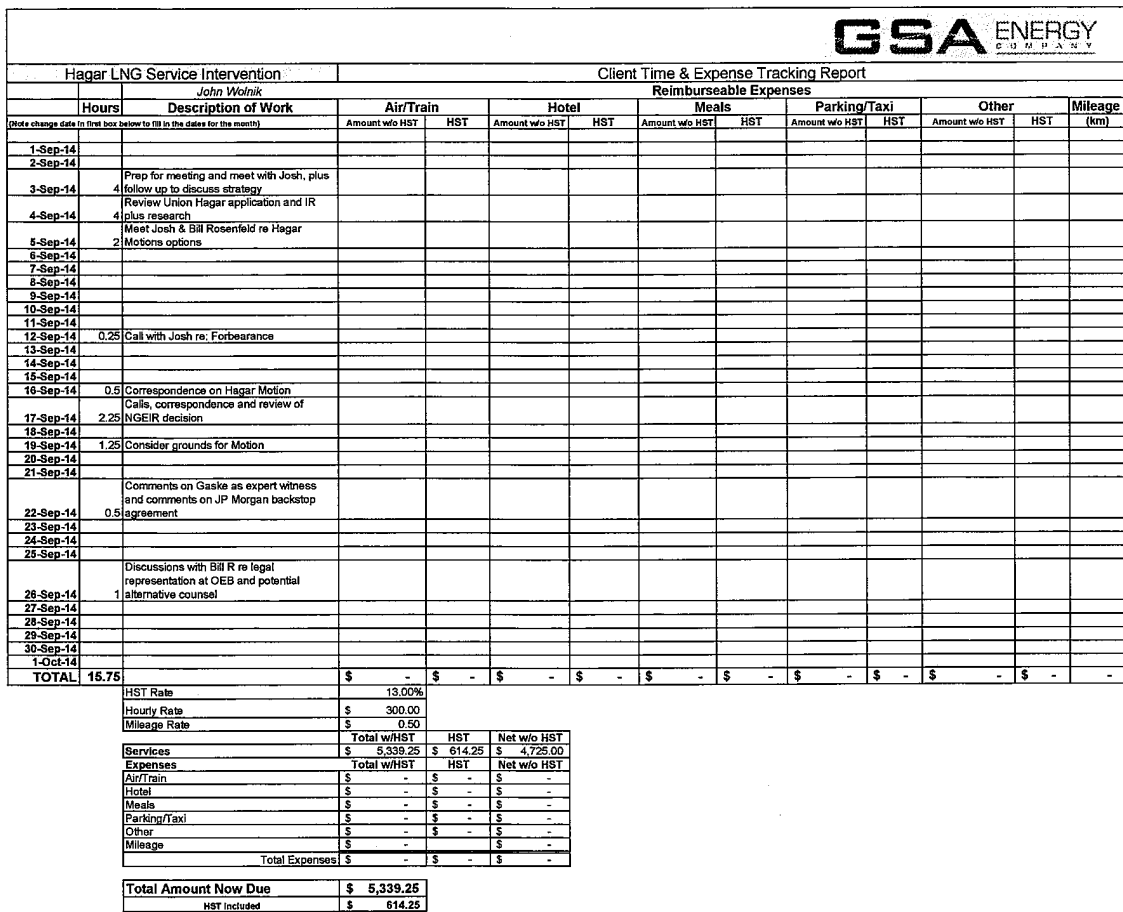 GSA ENERGY
COMPANY
Hagar LNG Service Intervention Client Time & Expense Tracking Report
John Wolnik Reimburseable Expenses
Hours Description of Work Air/Train Hotel Meals Parking/Taxi Other Mileage
(Note change date in first box below to fill in the dates for the month) Amount w/o HST HST Amount w/o HST HST Amount w/o HST HST Amount w/o HST HST Amount w/o HST HST (km)
1-Sep-14
2-Sep-14
Prep for meeting and meet with Josh, plus
3-Sep-14 4 follow up to discuss strategy
Review Union Hagar application and IR
4-Sep-14 4 plus research
Meet Josh & Bill Rosenfeld re Hagar
5-Sep-14 2 Motions options
6-Sep-14
7-Sep-14
8-Sep-14
9-Sep-14
10-Sep-14
11-Sep-14
12-Sep-14 0.25 Call with Josh re; Forbearance
13-Sep-14
14-Sep-14
15-Sep-14
16-Sep-14 0.5 Correspondence on Hagar Motion
Calls, correspondence and review of
17-Sep-14 2.25 NGEIR decision
18-Sep-14
19-Sep-14 1.25 Consider grounds for Motion
20-Sep-14
21-Sep-14
Comments on Gaske as expert witness
and comments on JP Morgan backstop
22-Sep-14 0.5 agreement
23-Sep-14
24-Sep-14
25-Sep-14
Discussions with Bill R re legal
representation at OEB and potential
26-Sep-14 1 alternative counsel
27-Sep-14
28-Sep-14
29-Sep-14
30-Sep-14
1-Oct-14
TOTAL 15.75 $ - $ - $ - $ - $ - $ - $ - $ - $ - $ - -
HST Rate 13.00%
Hourly Rate $ 300.00
Mileage Rate $ 0.50
Total w/HST HST Net w/o HST
Services $ 5,339.25 $ 614.25 $ 4,725.00
Expenses Total w/HST HST Net w/o HST
Air/Train $ - $ - $ -
Hotel $ - $ - $ -
Meals $ - $ - $ -
Parking/Taxi $ - $ - $ -
Other $ - $ - $ -
Mileage $ - $ -
Total Expenses $ - $ - $ -
Total Amount Now Due $ 5,339.25
HST Included $ 614.25